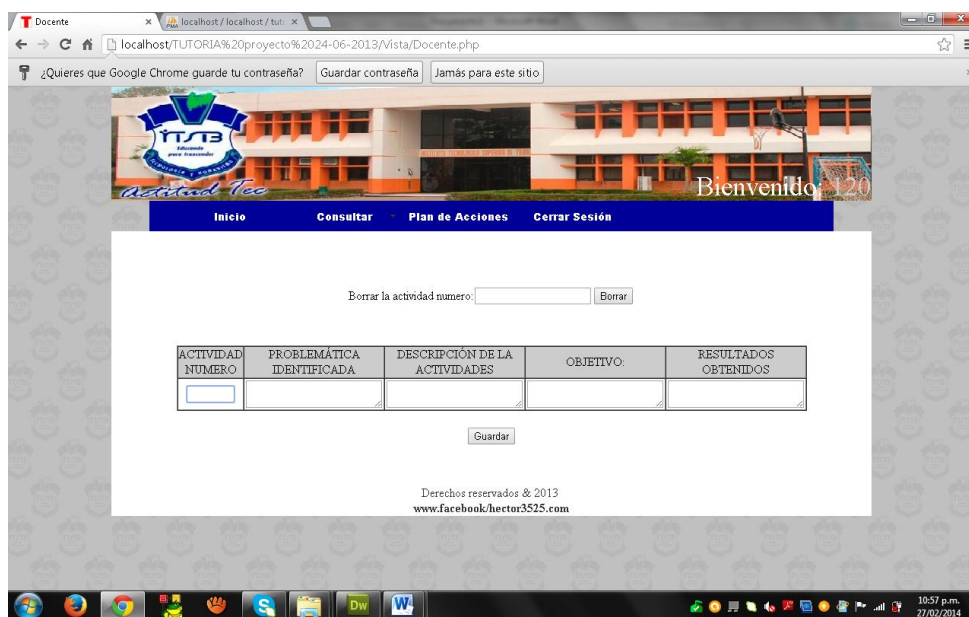 Docente
localhost / localhost / tuto
localhost/TUTORIA%20proyecto%2024-06-2013/Vista/Docente.php
¿Quieres que Google Chrome guarde tu contraseña? Guardar contraseña Jamás para este sitio
ITSB
Educando
para trascender
Actitud Tec
Bienvenido: 120
Inicio Consultar Plan de Acciones Cerrar Sesión
Borrar la actividad numero: Borrar
ACTIVIDAD NUMERO
PROBLEMÁTICA IDENTIFICADA
DESCRIPCIÓN DE LA ACTIVIDADES
OBJETIVO:
RESULTADOS OBTENIDOS
Guardar
Derechos reservados & 2013
www.facebook/hector3525.com
Dw
W
10:57 p.m.
27/02/2014